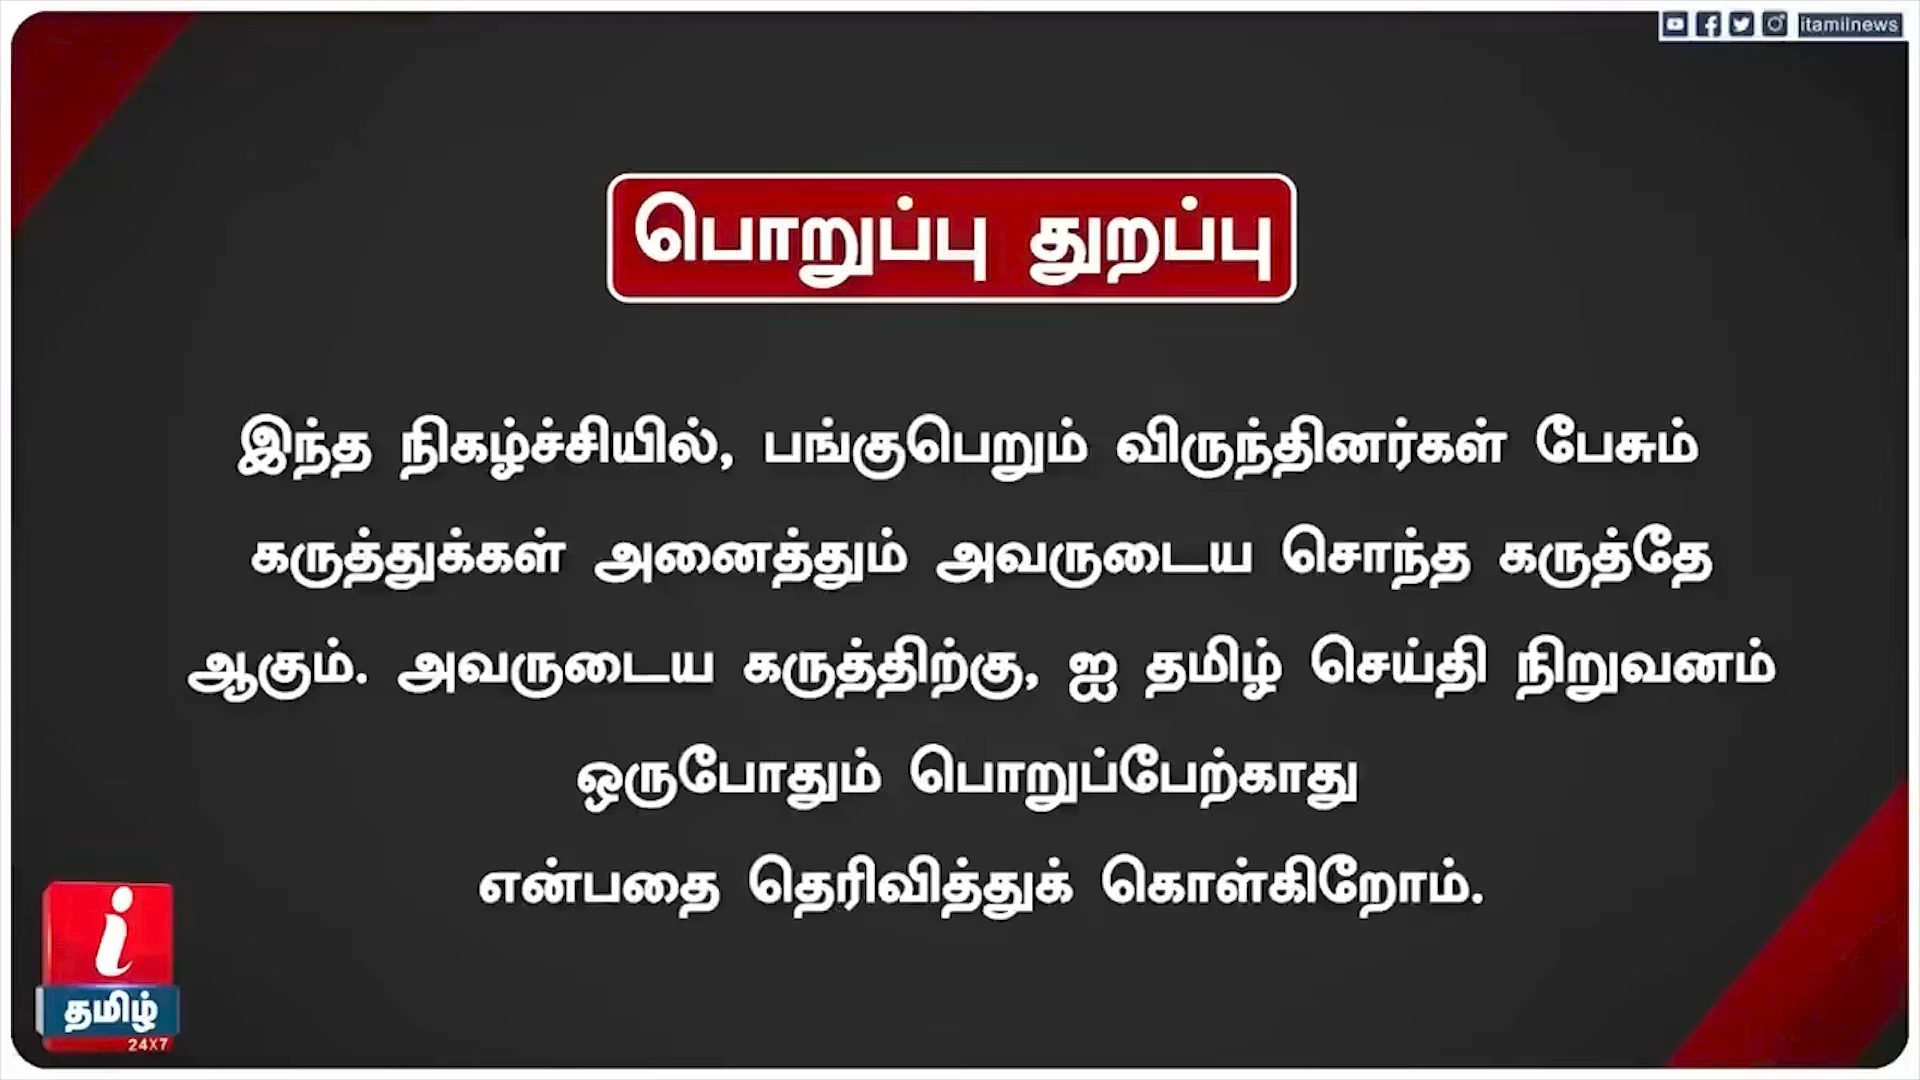 itamilnews
பொறுப்பு துறப்பு
இந்த நிகழ்ச்சியில், பங்குபெறும் விருந்தினர்கள் பேசும்
கருத்துக்கள் அனைத்தும் அவருடைய சொந்த கருத்தே
ஆகும். அவருடைய கருத்திற்கு, ஐ தமிழ் செய்தி நிறுவனம்
ஒருபோதும் பொறுப்பேற்காது
என்பதை தெரிவித்துக் கொள்கிறோம்.
i
தமிழ்
24X7